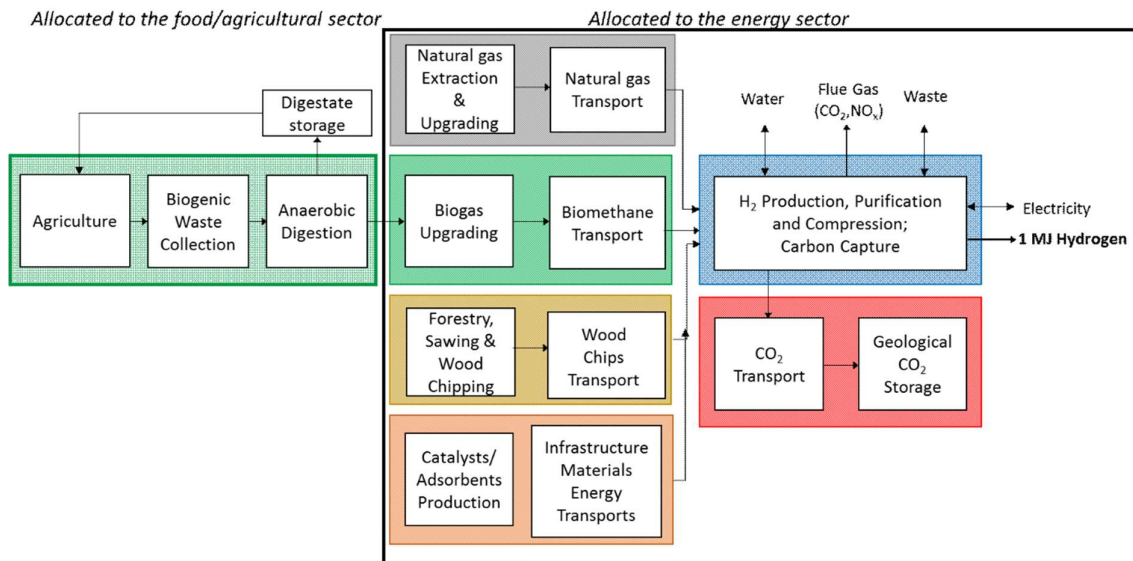 Allocated to the food/agricultural sector
Allocated to the energy sector
Natural gas
Extraction
&
Upgrading
Natural gas
Transport
Digestate
storage
Agriculture
Biogenic
Waste
Collection
Anaerobic
Digestion
Biogas
Upgrading
Biomethane
Transport
Forestry,
Sawing &
Wood
Chipping
Wood
Chips
Transport
Catalysts/
Adsorbents
Production
Infrastructure
Materials
Energy
Transports
Water
Flue Gas
(CO₂,NOₓ)
Waste
H₂ Production, Purification
and Compression;
Carbon Capture
Electricity
1 MJ Hydrogen
CO₂
Transport
Geological
CO₂
Storage